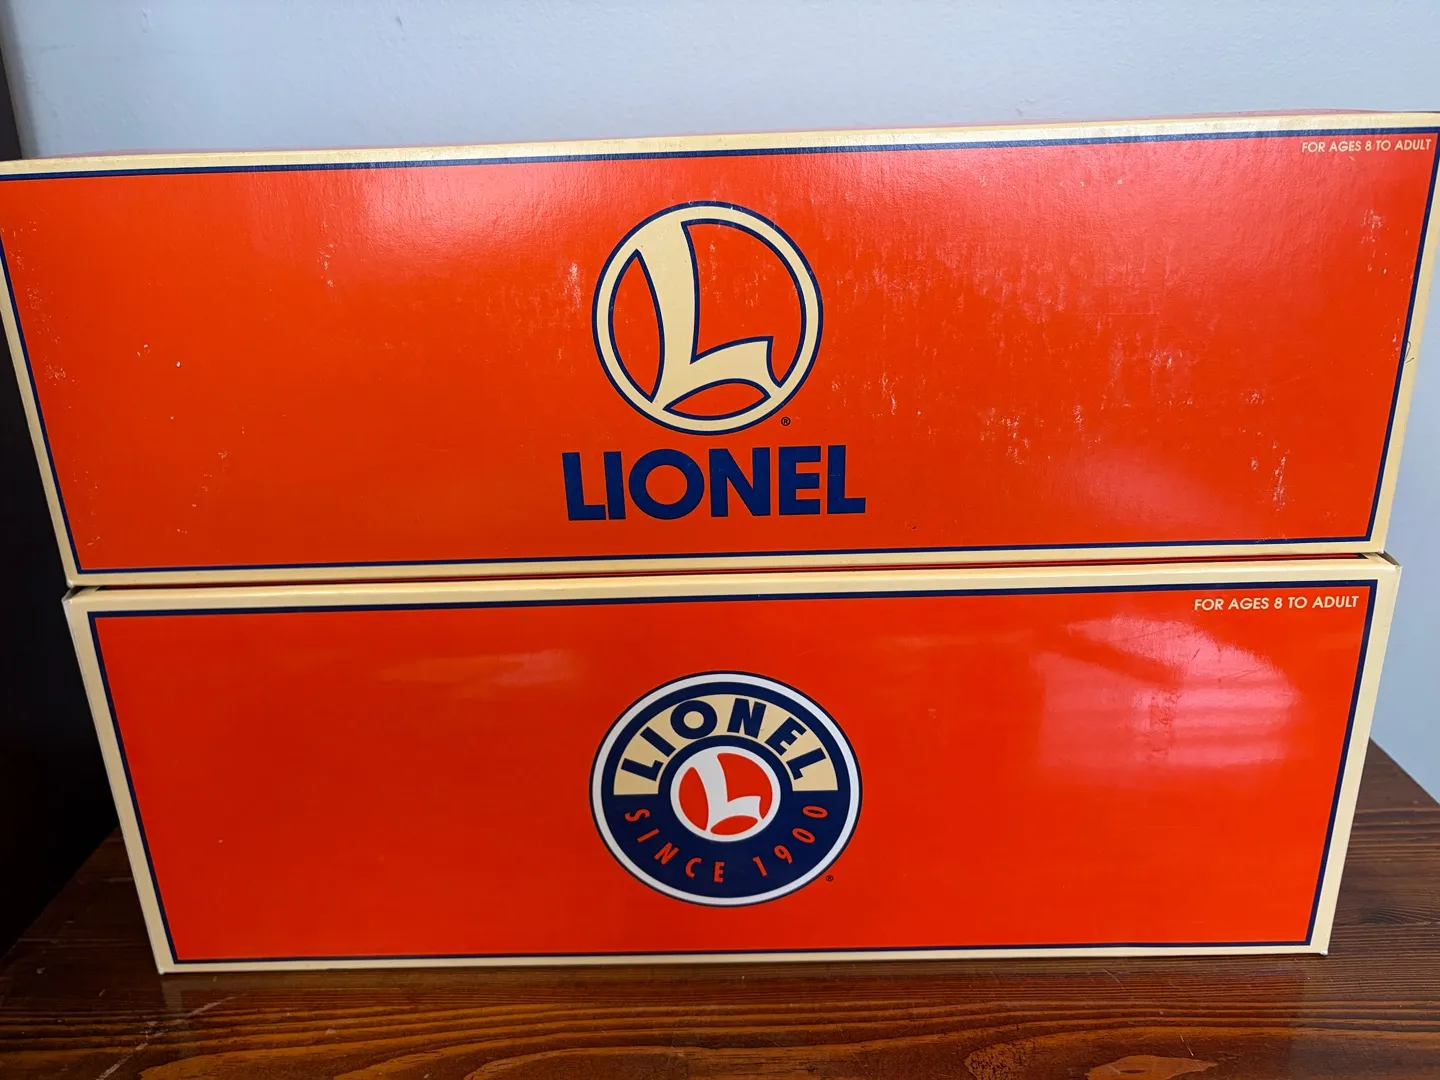 FOR AGES 8 TO ADULT
L
®
LIONEL
FOR AGES 8 TO ADULT
LIONEL
L
SINCE 1900
®